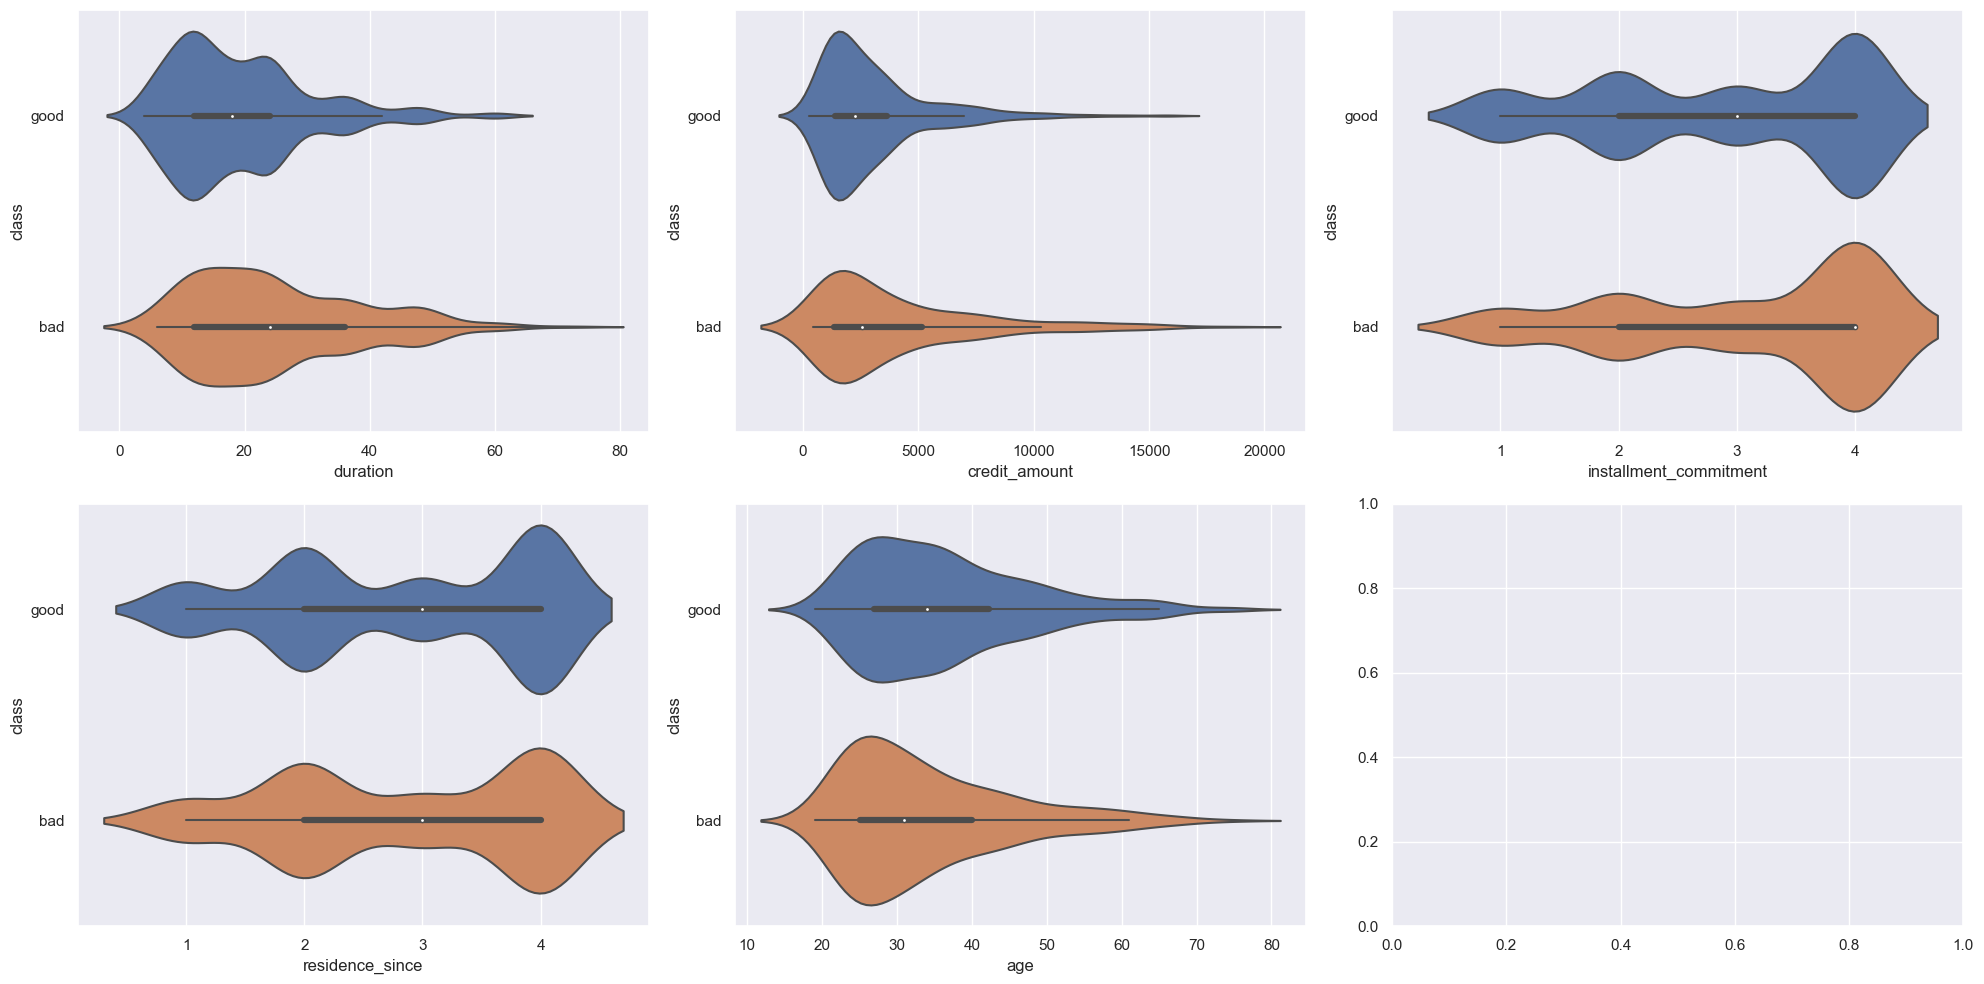 good
class
bad
0 20 40 60 80
duration
good
class
bad
0 5000 10000 15000 20000
credit_amount
good
class
bad
1 2 3 4
installment_commitment
good
class
bad
1 2 3 4
residence_since
good
class
bad
10 20 30 40 50 60 70 80
age
1.0
0.8
0.6
0.4
0.2
0.0
0.0 0.2 0.4 0.6 0.8 1.0